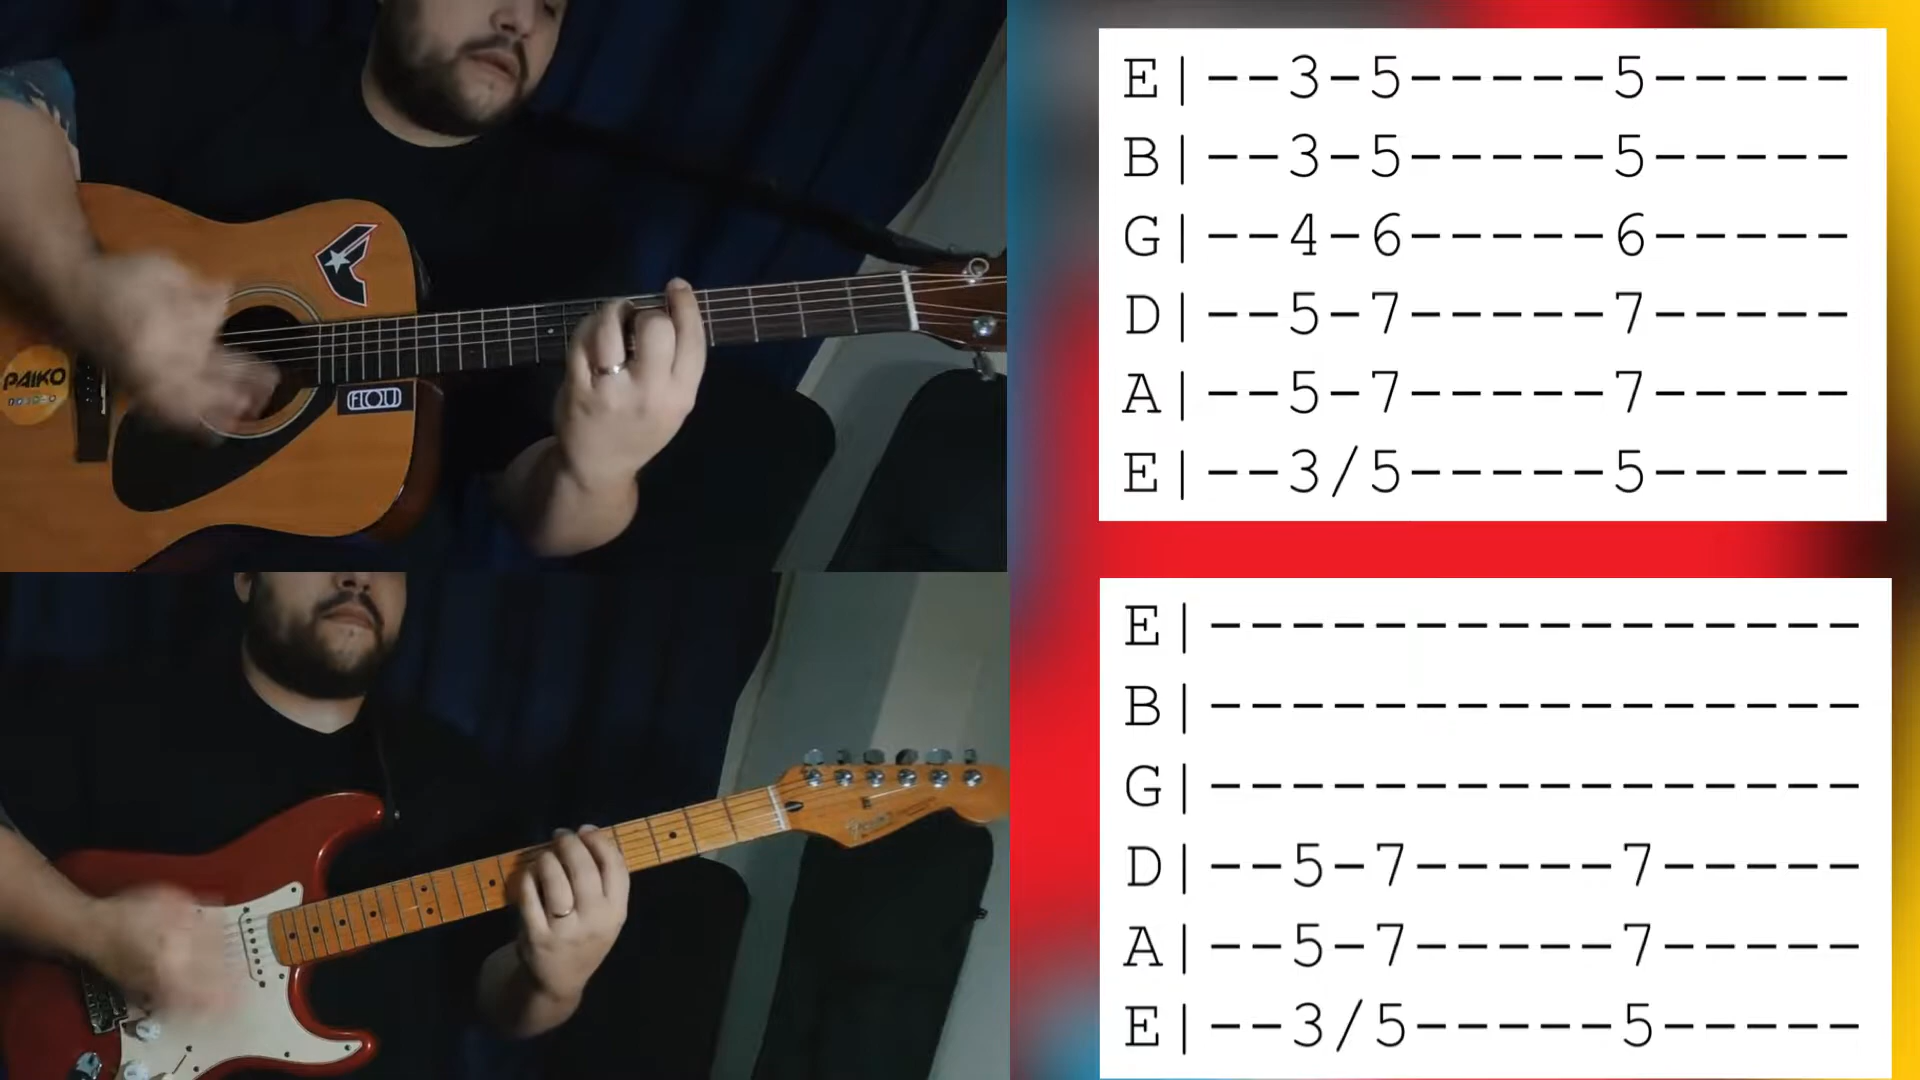 PAIKO
FIOU
E|--3-5-----5-----
B|--3-5-----5-----
G|--4-6-----6-----
D|--5-7-----7-----
A|--5-7-----7-----
E|--3/5-----5-----
E|----------------
B|----------------
G|----------------
D|--5-7-----7-----
A|--5-7-----7-----
E|--3/5-----5-----